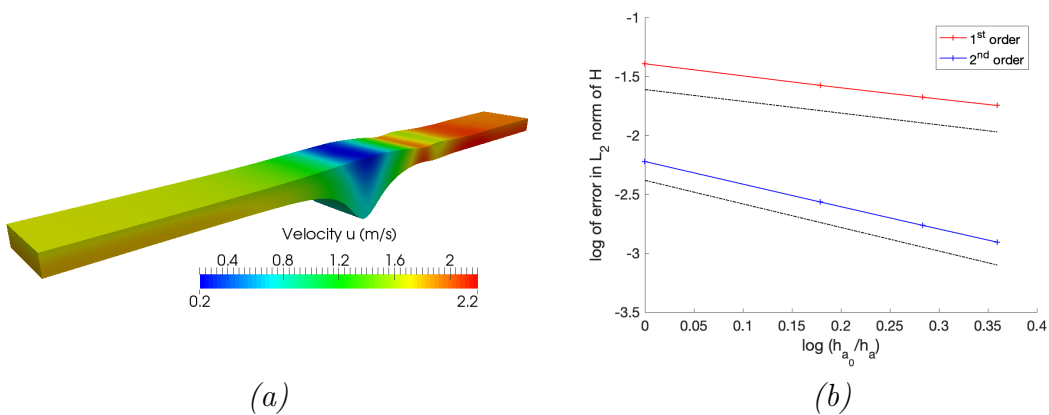 Velocity u (m/s)
0.4 0.8 1.2 1.6 2
0.2 2.2
(a)
-1
-1.5
-2
-2.5
-3
-3.5
log of error in L2 norm of H
1st order
2nd order
0 0.05 0.1 0.15 0.2 0.25 0.3 0.35 0.4
log (ha0/ha)
(b)